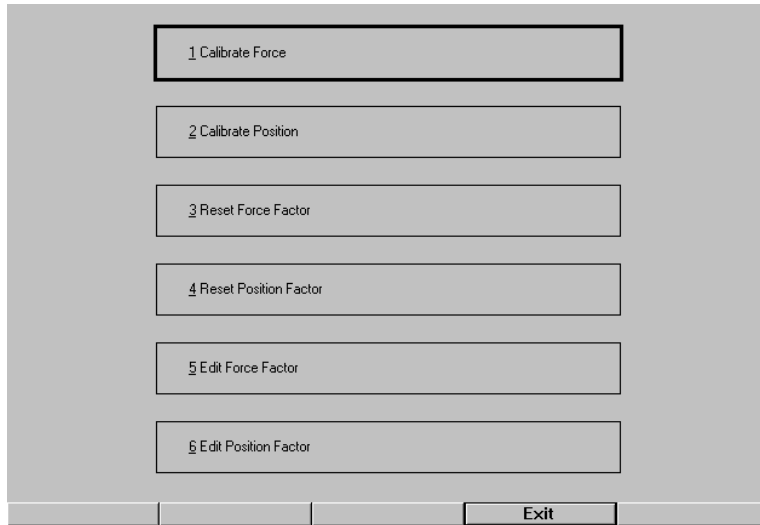 1 Calibrate Force
2 Calibrate Position
3 Reset Force Factor
4 Reset Position Factor
5 Edit Force Factor
6 Edit Position Factor
Exit